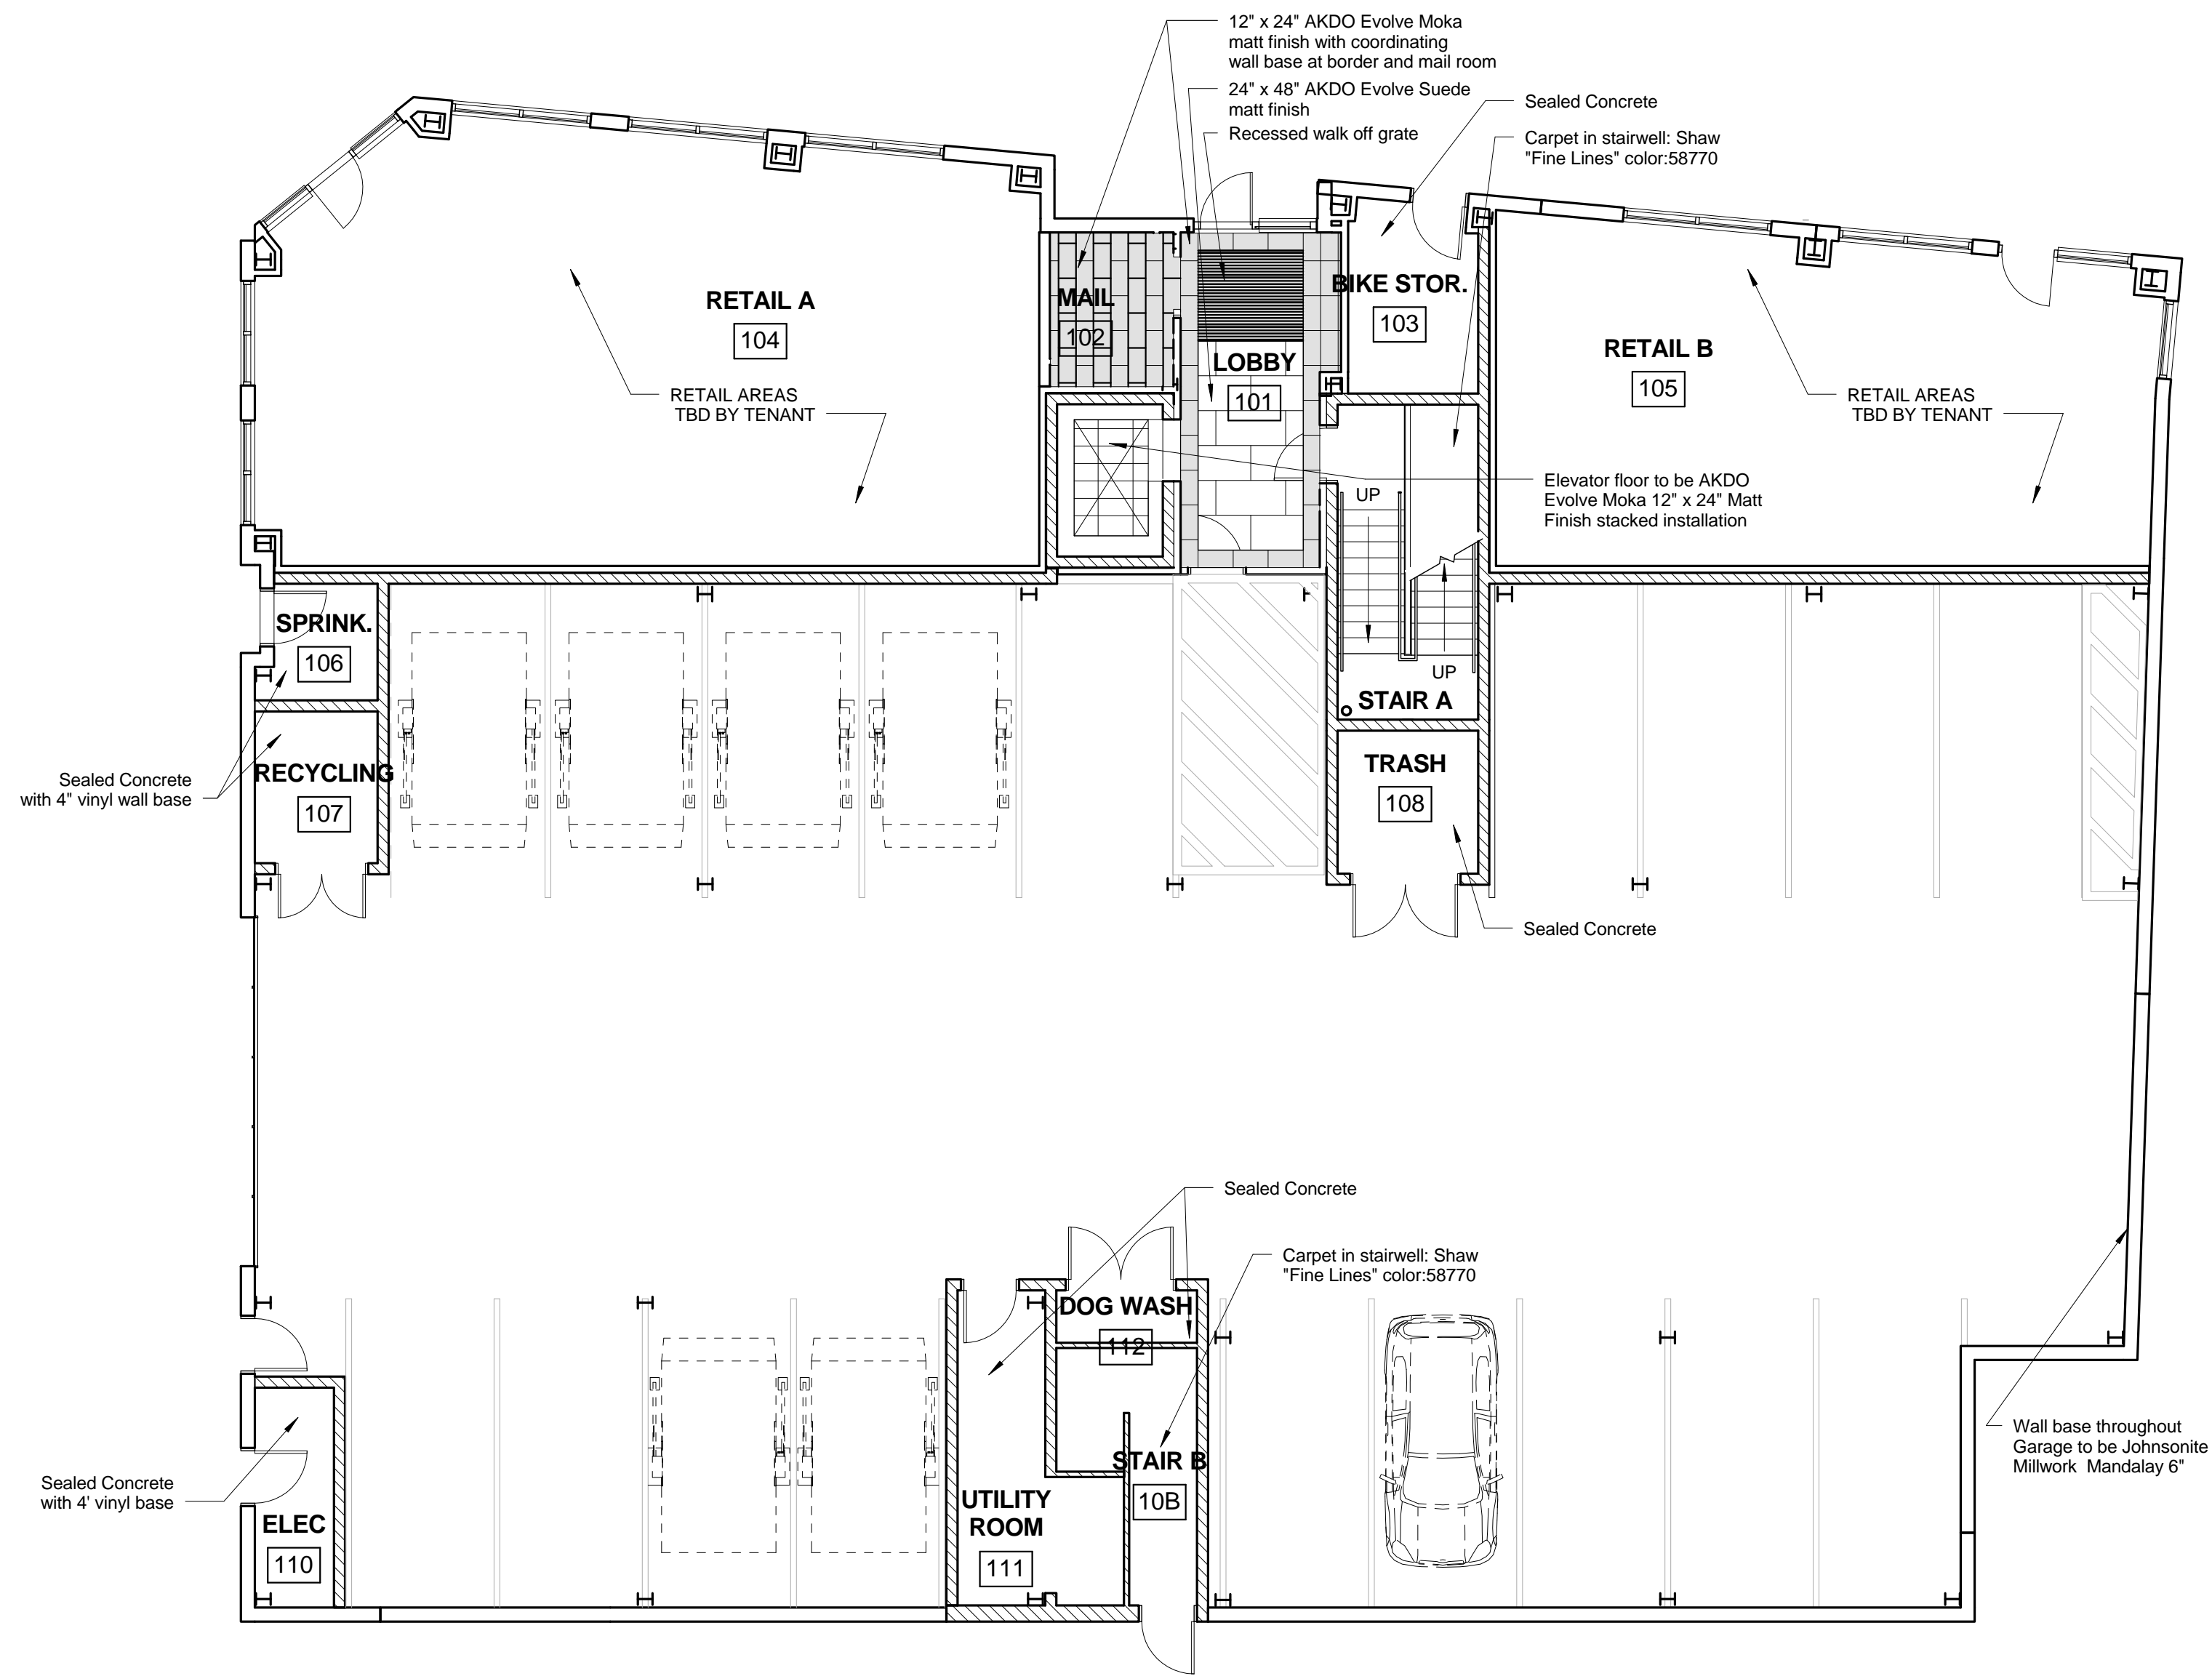 12" x 24" AKDO Evolve Moka
matt finish with coordinating
wall base at border and mail room
24" x 48" AKDO Evolve Suede
matt finish
Recessed walk off grate
Sealed Concrete
Carpet in stairwell: Shaw
"Fine Lines" color:58770
RETAIL A
104
MAIL
102
LOBBY
101
BIKE STOR.
103
RETAIL B
105
RETAIL AREAS
TBD BY TENANT
RETAIL AREAS
TBD BY TENANT
Elevator floor to be AKDO
Evolve Moka 12" x 24" Matt
Finish stacked installation
UP
UP
STAIR A
SPRINK.
106
RECYCLING
107
Sealed Concrete
with 4" vinyl wall base
TRASH
108
Sealed Concrete
Sealed Concrete
Carpet in stairwell: Shaw
"Fine Lines" color:58770
DOG WASH
112
STAIR B
10B
UTILITY
ROOM
111
Sealed Concrete
with 4' vinyl base
ELEC
110
Wall base throughout
Garage to be Johnsonite
Millwork Mandalay 6"